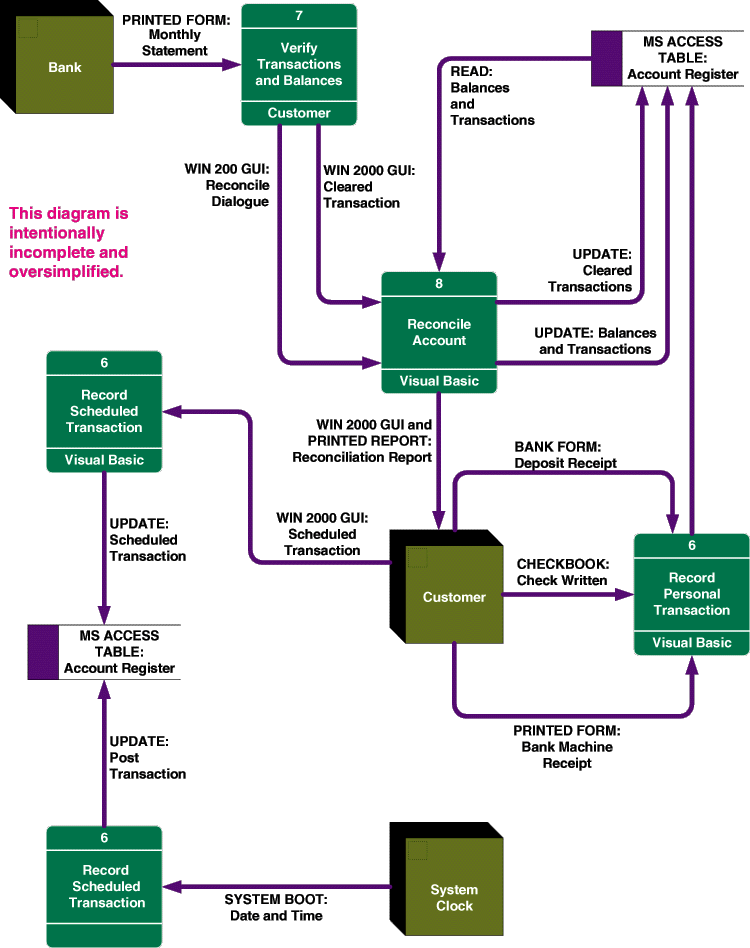 PRINTED FORM:
Monthly
Statement
Bank
7
Verify
Transactions
and Balances
Customer
MS ACCESS
TABLE:
Account Register
READ:
Balances
and
Transactions
WIN 200 GUI:
Reconcile
Dialogue
WIN 2000 GUI:
Cleared
Transaction
This diagram is
intentionally
incomplete and
oversimplified.
UPDATE:
Cleared
Transactions
8
Reconcile
Account
Visual Basic
UPDATE: Balances
and Transactions
6
Record
Scheduled
Transaction
Visual Basic
WIN 2000 GUI and
PRINTED REPORT:
Reconciliation Report
BANK FORM:
Deposit Receipt
UPDATE:
Scheduled
Transaction
WIN 2000 GUI:
Scheduled
Transaction
Customer
CHECKBOOK:
Check Written
6
Record
Personal
Transaction
Visual Basic
MS ACCESS
TABLE:
Account Register
PRINTED FORM:
Bank Machine
Receipt
UPDATE:
Post
Transaction
6
Record
Scheduled
Transaction
SYSTEM BOOT:
Date and Time
System
Clock